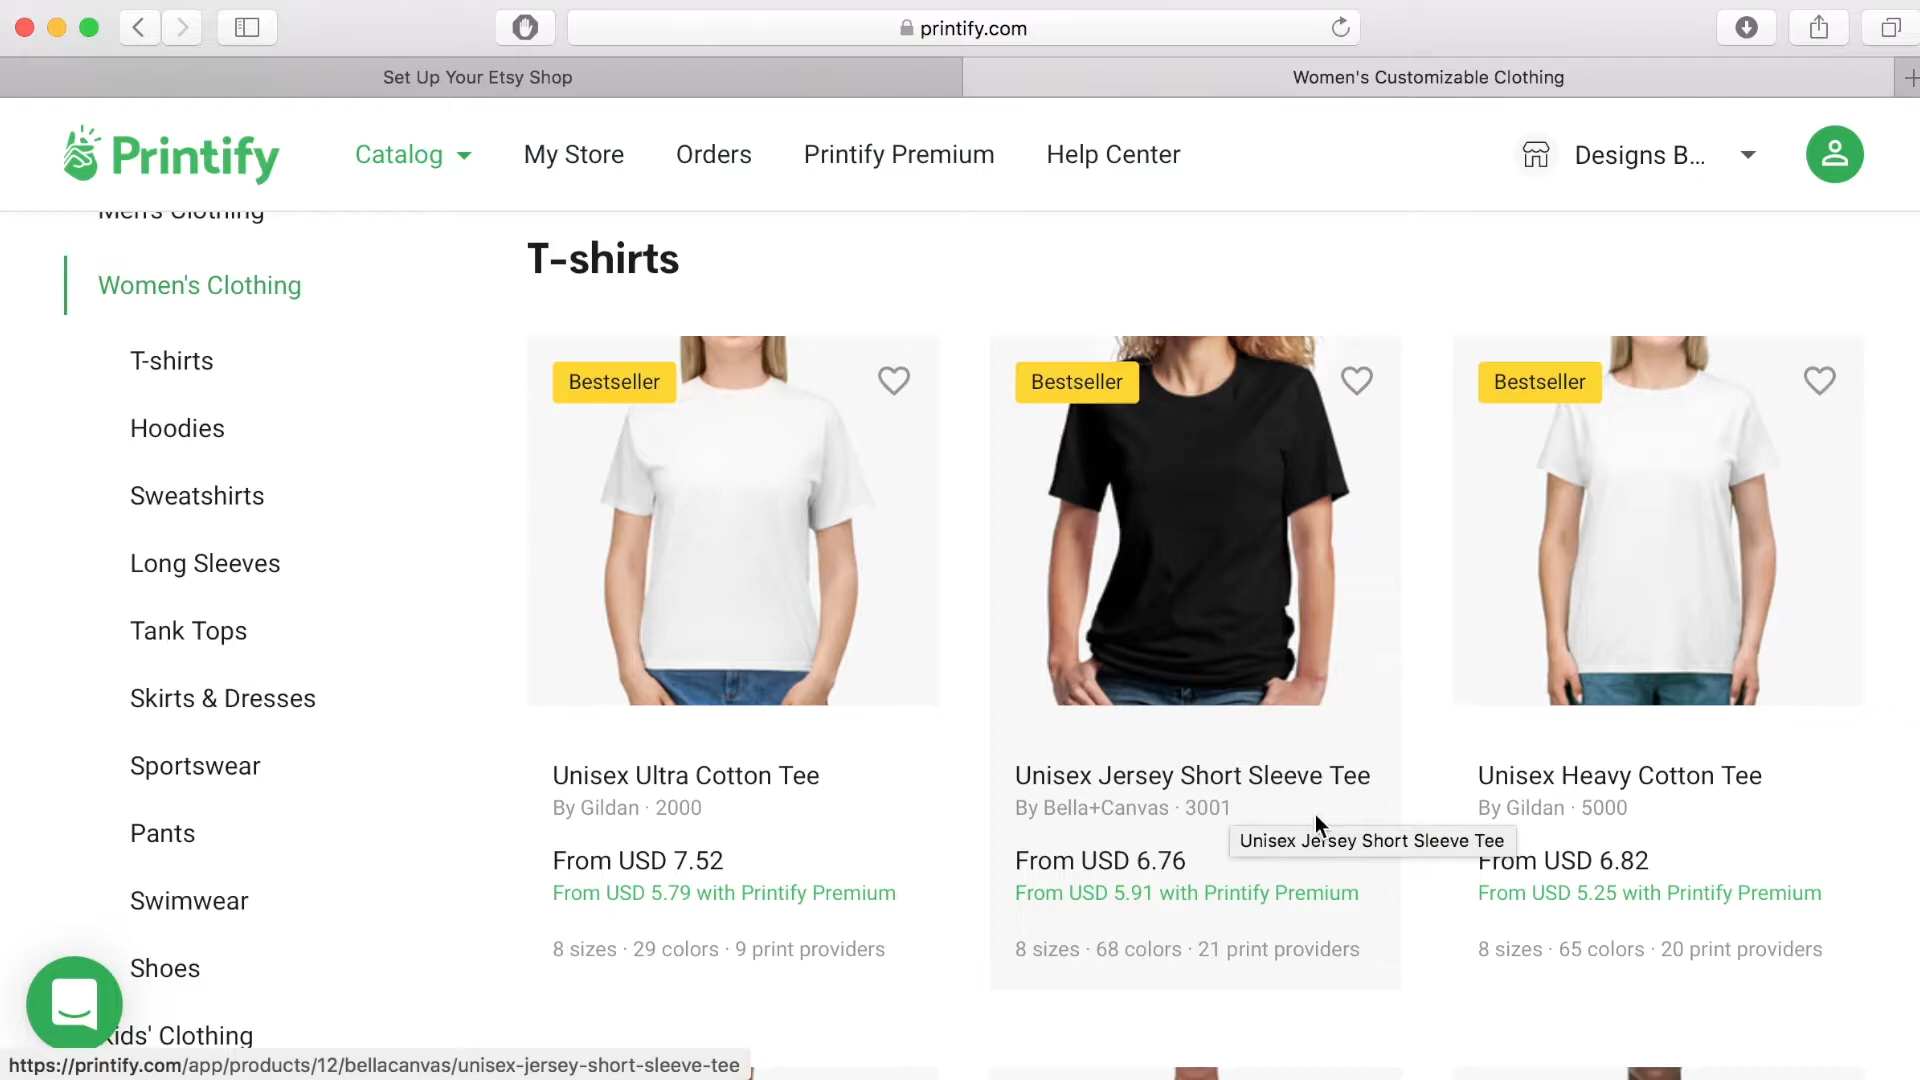 printify.com
Set Up Your Etsy Shop
Women's Customizable Clothing
Printify
Catalog
My Store
Orders
Printify Premium
Help Center
Designs B...
Men's Clothing
Women's Clothing
T-shirts
Hoodies
Sweatshirts
Long Sleeves
Tank Tops
Skirts & Dresses
Sportswear
Pants
Swimwear
Shoes
Kids' Clothing
T-shirts
Bestseller
Unisex Ultra Cotton Tee
By Gildan · 2000
From USD 7.52
From USD 5.79 with Printify Premium
8 sizes · 29 colors · 9 print providers
Bestseller
Unisex Jersey Short Sleeve Tee
By Bella+Canvas · 3001
Unisex Jersey Short Sleeve Tee
From USD 6.76
From USD 5.91 with Printify Premium
8 sizes · 68 colors · 21 print providers
Bestseller
Unisex Heavy Cotton Tee
By Gildan · 5000
From USD 6.82
From USD 5.25 with Printify Premium
8 sizes · 65 colors · 20 print providers
https://printify.com/app/products/12/bellacanvas/unisex-jersey-short-sleeve-tee